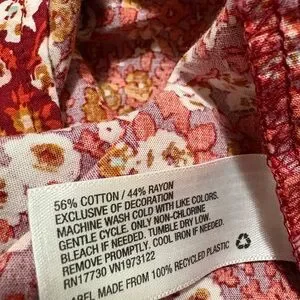 56% COTTON / 44% RAYON
EXCLUSIVE OF DECORATION
MACHINE WASH COLD WITH LIKE COLORS.
GENTLE CYCLE. ONLY NON-CHLORINE
BLEACH IF NEEDED. TUMBLE DRY LOW.
REMOVE PROMPTLY. COOL IRON IF NEEDED.
RN17730 VN1973122
MADE FROM 100% RECYCLED PLASTIC